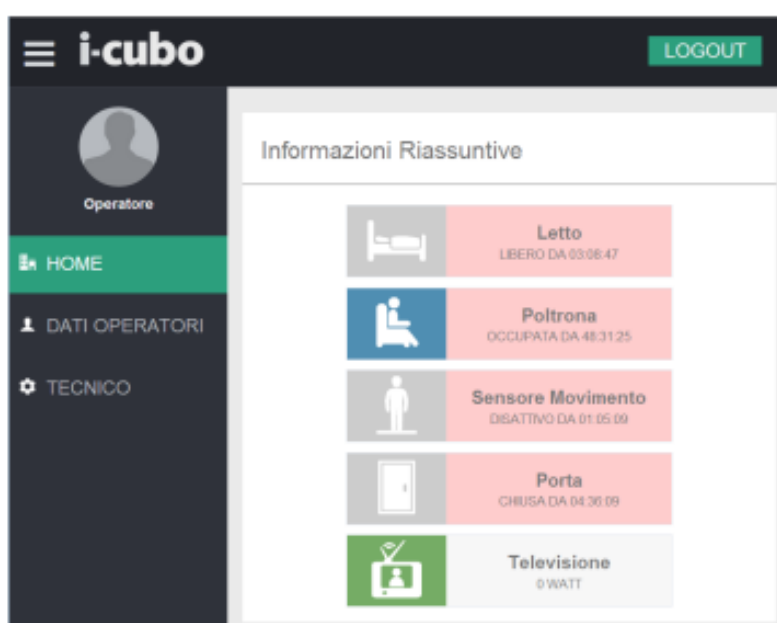 i-cubo
LOGOUT
Operatore
HOME
DATI OPERATORI
TECNICO
Informazioni Riassuntive
Letto
LIBERO DA 03:08:47
Poltrona
OCCUPATA DA 48:31:25
Sensore Movimento
DISATTIVO DA 01:05:09
Porta
CHIUSA DA 04:36:09
Televisione
0 WATT